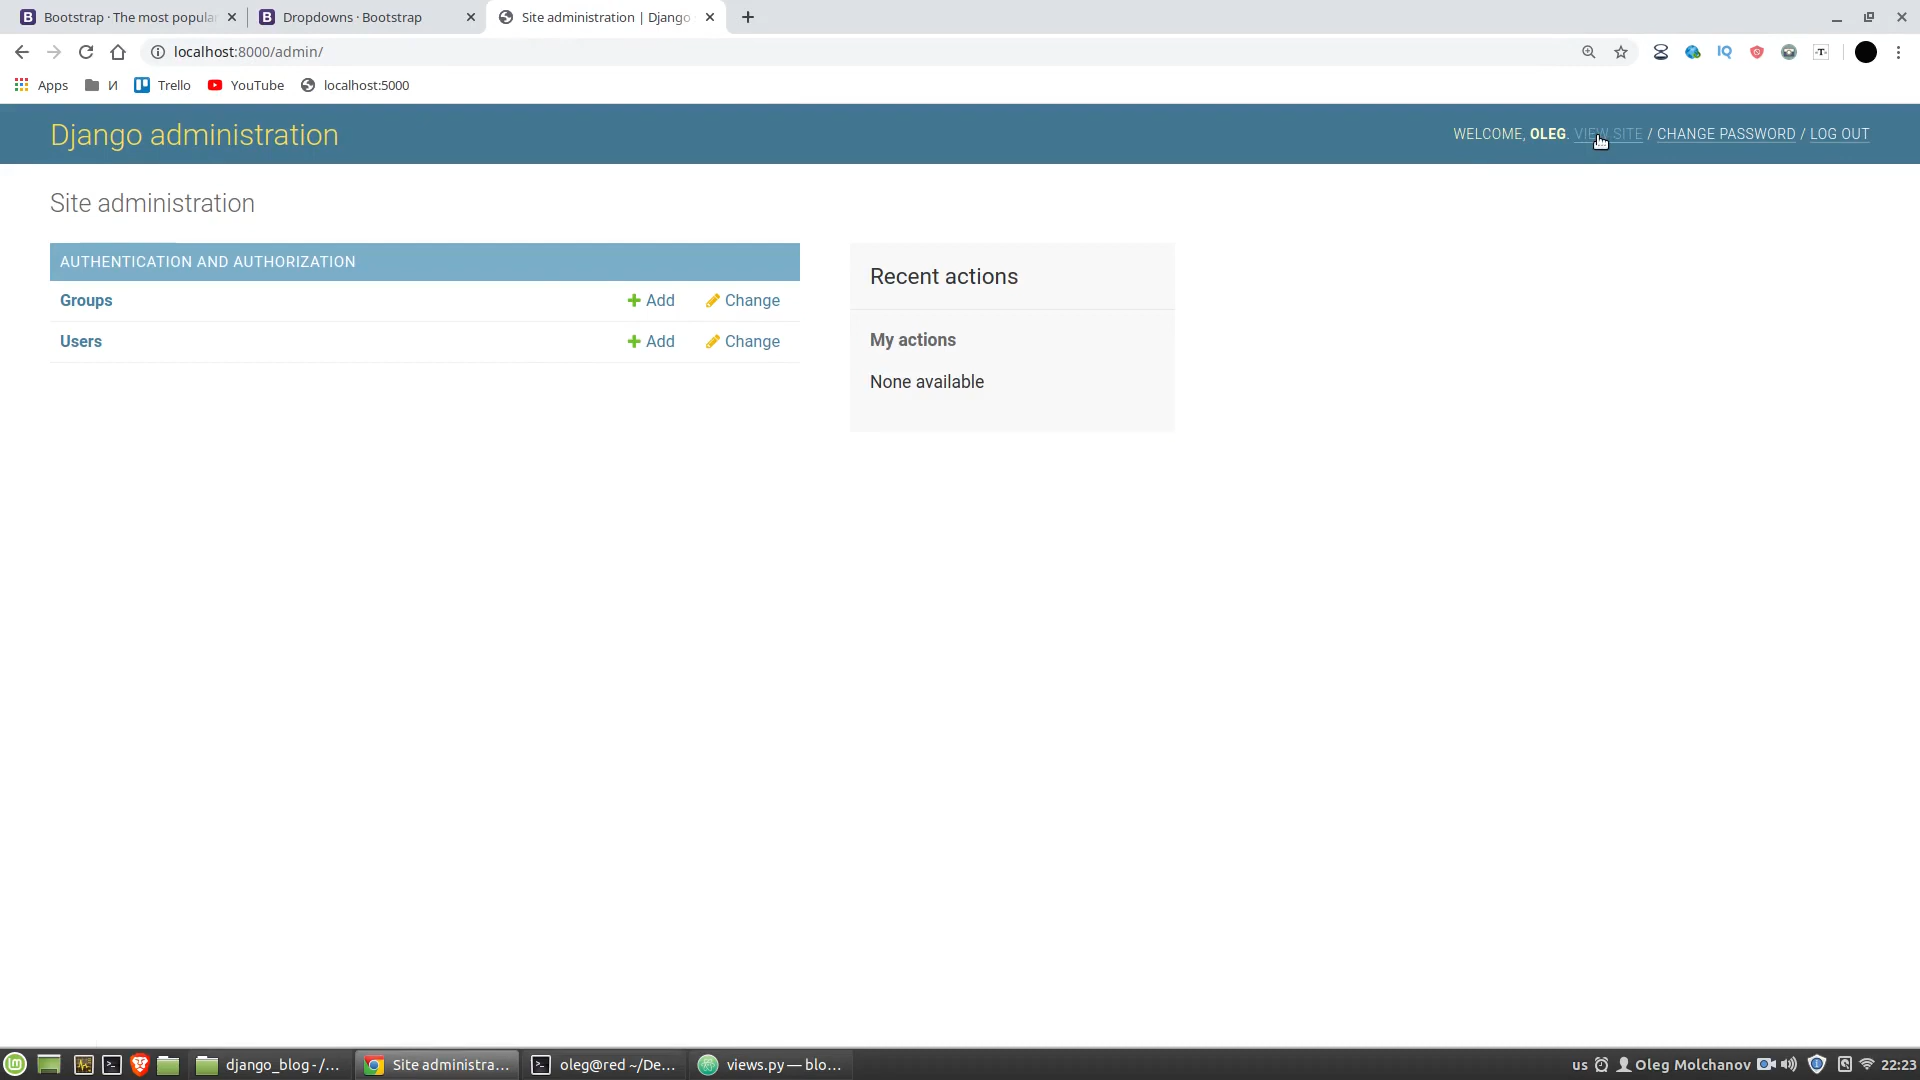 Bootstrap · The most popula
Dropdowns · Bootstrap
Site administration | Django
localhost:8000/admin/
Apps
И
Trello
YouTube
localhost:5000
Django administration
WELCOME, OLEG. VIEW SITE / CHANGE PASSWORD / LOG OUT
Site administration
AUTHENTICATION AND AUTHORIZATION
Groups
Add
Change
Users
Add
Change
Recent actions
My actions
None available
django_blog - /...
Site administra...
oleg@red ~/De...
views.py — blo...
us
Oleg Molchanov
22:23